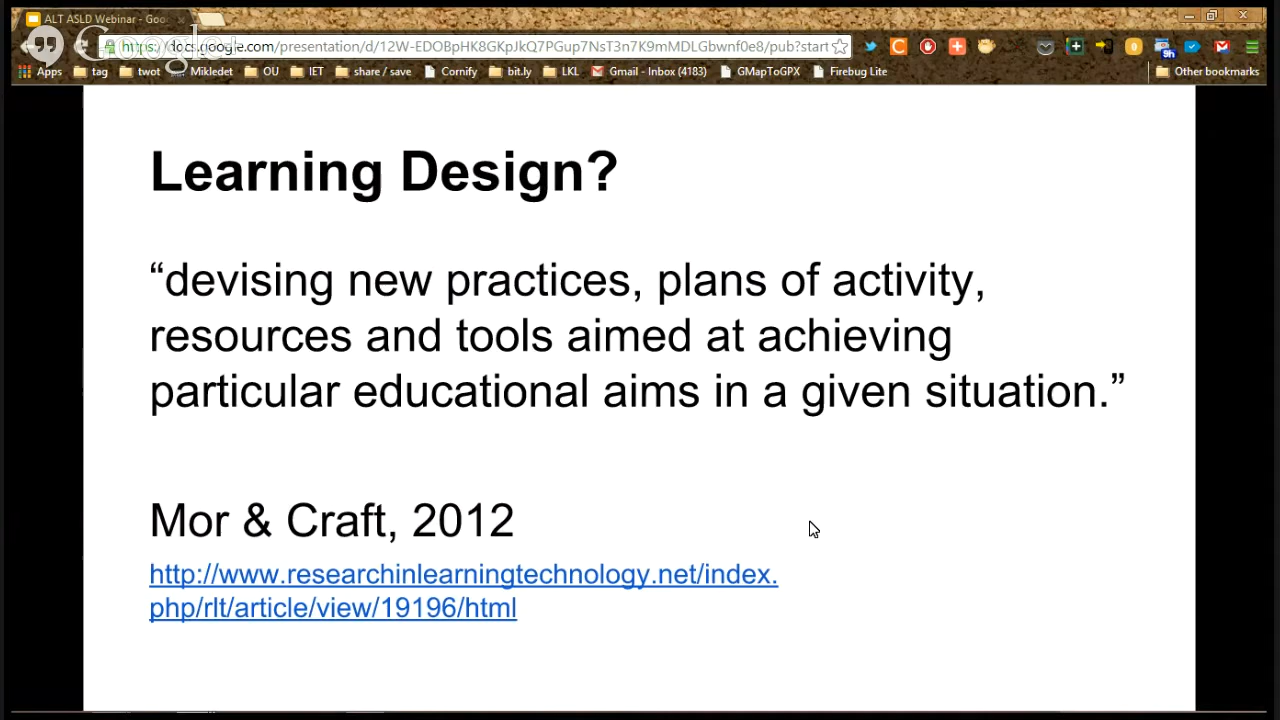 ALT ASLD Webinar - Goo
Google+
https://docs.google.com/presentation/d/12W-EDOBpHK8GKpJkQ7PGup7NsT3n7K9mMDLGbwnf0e8/pub?start
9h
Apps tag twot Mikledet OU IET share / save Cornify bit.ly LKL Gmail - Inbox (4183) GMapToGPX Firebug Lite Other bookmarks
Learning Design?
“devising new practices, plans of activity,
resources and tools aimed at achieving
particular educational aims in a given situation.”
Mor & Craft, 2012
http://www.researchinlearningtechnology.net/index.
php/rlt/article/view/19196/html